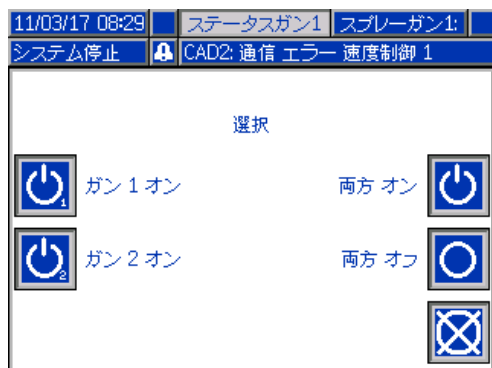 11/03/17 08:29 ステータスガン1 スプレーガン1:
システム停止 CAD2: 通信 エラー 速度制御 1
選択
1 ガン 1 オン 両方 オン
2 ガン 2 オン 両方 オフ